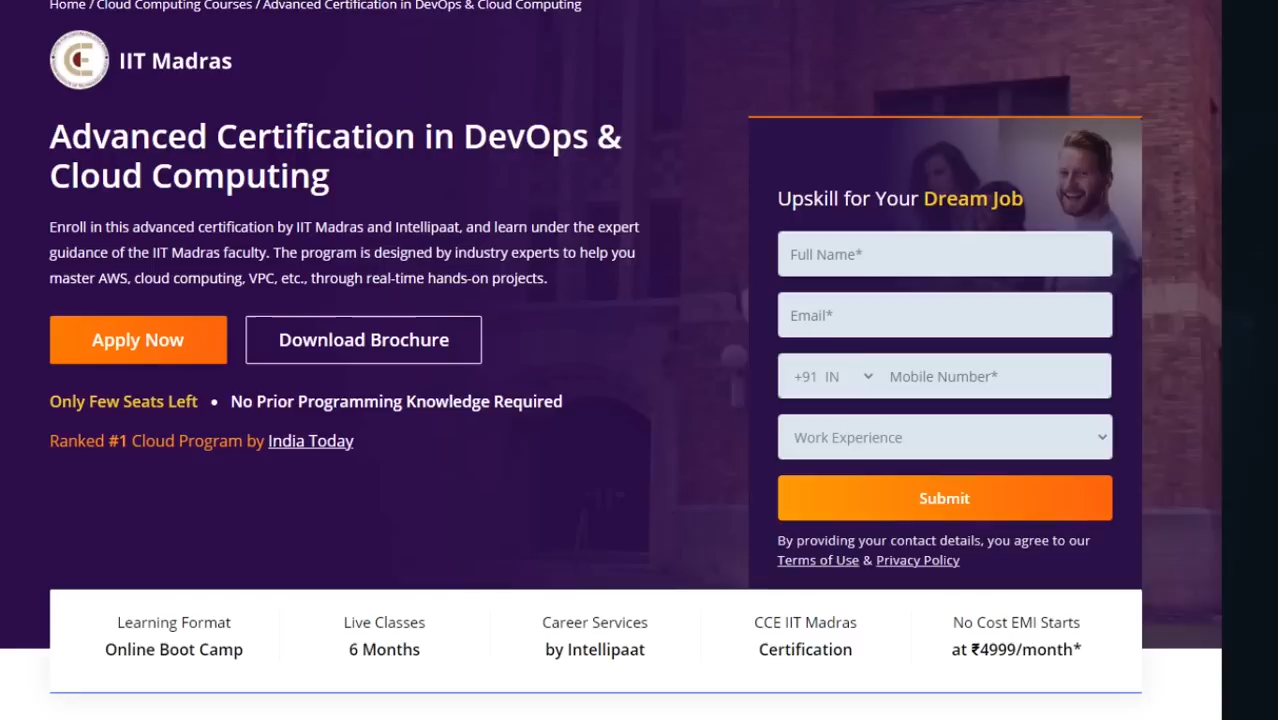 Home / Cloud Computing Courses / Advanced Certification in DevOps & Cloud Computing
IIT Madras
Advanced Certification in DevOps &
Cloud Computing
Enroll in this advanced certification by IIT Madras and Intellipaat, and learn under the expert
guidance of the IIT Madras faculty. The program is designed by industry experts to help you
master AWS, cloud computing, VPC, etc., through real-time hands-on projects.
Apply Now
Download Brochure
Only Few Seats Left • No Prior Programming Knowledge Required
Ranked #1 Cloud Program by India Today
Upskill for Your Dream Job
Full Name*
Email*
+91 IN
Mobile Number*
Work Experience
Submit
By providing your contact details, you agree to our
Terms of Use & Privacy Policy
Learning Format
Online Boot Camp
Live Classes
6 Months
Career Services
by Intellipaat
CCE IIT Madras
Certification
No Cost EMI Starts
at ₹4999/month*